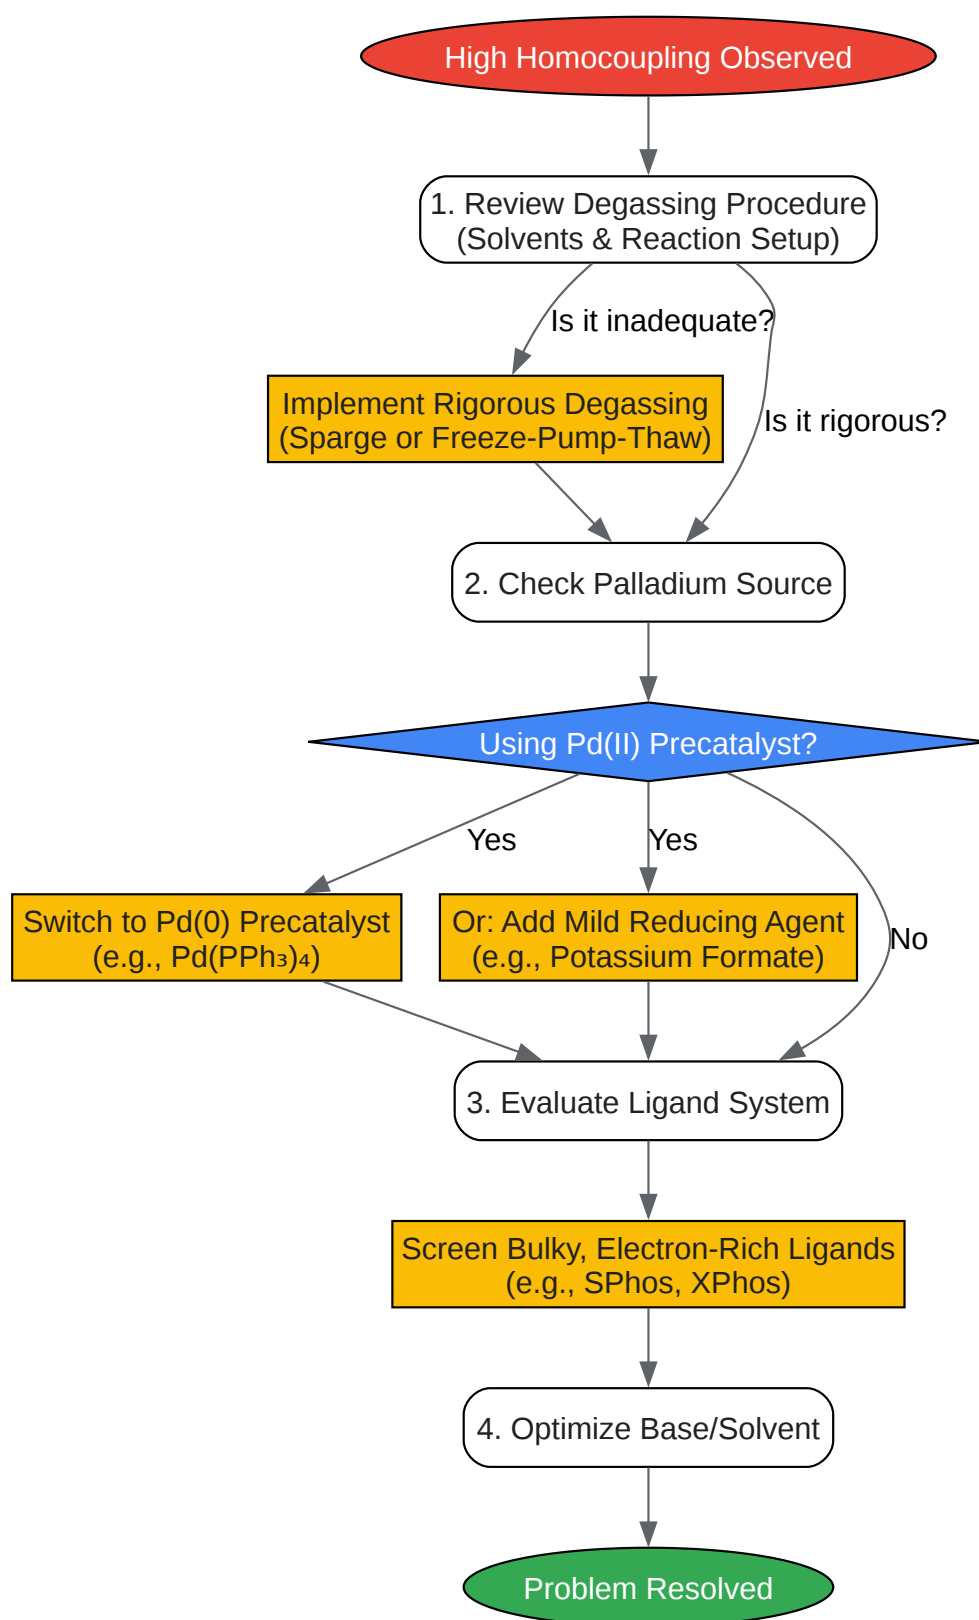 High Homocoupling Observed
1. Review Degassing Procedure
(Solvents & Reaction Setup)
Is it inadequate?
Implement Rigorous Degassing
(Sparge or Freeze-Pump-Thaw)
Is it rigorous?
2. Check Palladium Source
Using Pd(II) Precatalyst?
Yes
Yes
Switch to Pd(0) Precatalyst
(e.g., Pd(PPh₃)₄)
Or: Add Mild Reducing Agent
(e.g., Potassium Formate)
No
3. Evaluate Ligand System
Screen Bulky, Electron-Rich Ligands
(e.g., SPhos, XPhos)
4. Optimize Base/Solvent
Problem Resolved